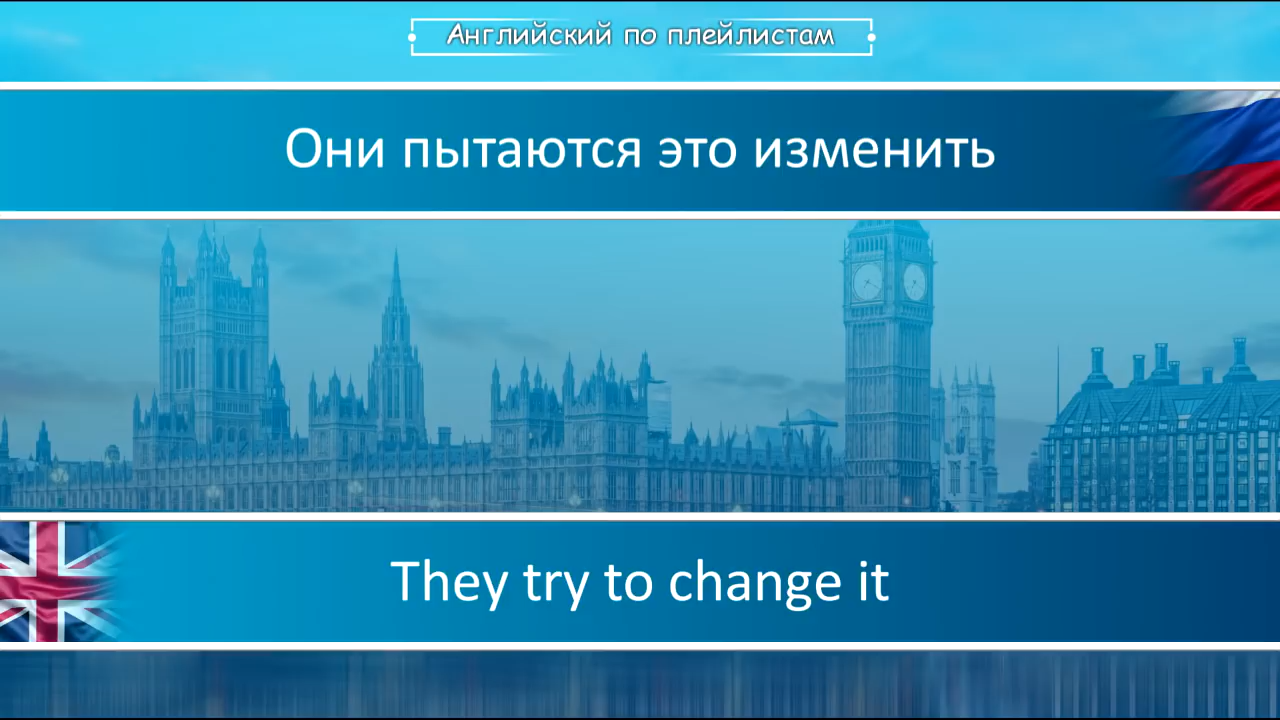 Английский по плейлистам
Они пытаются это изменить
They try to change it